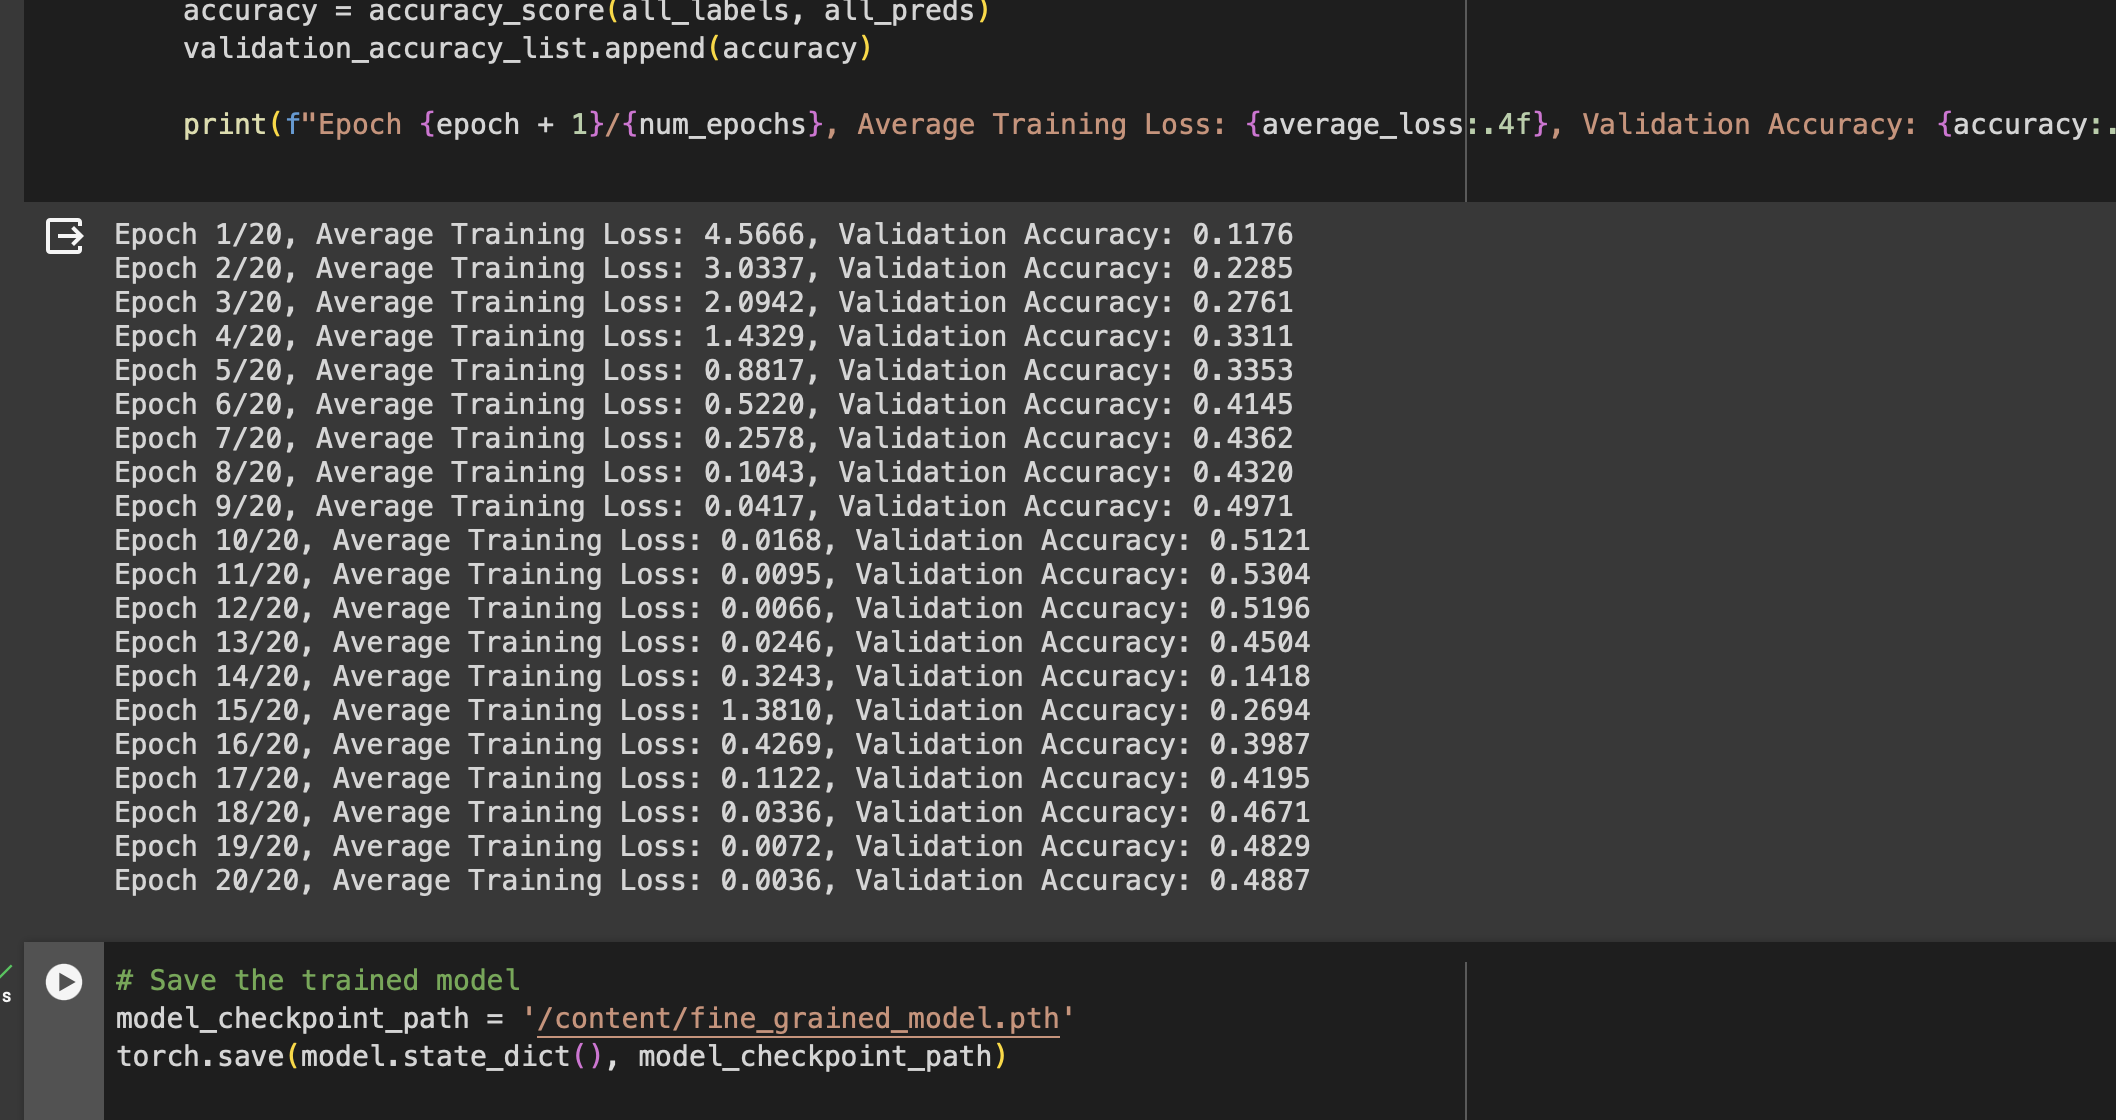 accuracy = accuracy_score(all_labels, all_preds)
validation_accuracy_list.append(accuracy)
print(f"Epoch {epoch + 1}/{num_epochs}, Average Training Loss: {average_loss:.4f}, Validation Accuracy: {accuracy:.
Epoch 1/20, Average Training Loss: 4.5666, Validation Accuracy: 0.1176
Epoch 2/20, Average Training Loss: 3.0337, Validation Accuracy: 0.2285
Epoch 3/20, Average Training Loss: 2.0942, Validation Accuracy: 0.2761
Epoch 4/20, Average Training Loss: 1.4329, Validation Accuracy: 0.3311
Epoch 5/20, Average Training Loss: 0.8817, Validation Accuracy: 0.3353
Epoch 6/20, Average Training Loss: 0.5220, Validation Accuracy: 0.4145
Epoch 7/20, Average Training Loss: 0.2578, Validation Accuracy: 0.4362
Epoch 8/20, Average Training Loss: 0.1043, Validation Accuracy: 0.4320
Epoch 9/20, Average Training Loss: 0.0417, Validation Accuracy: 0.4971
Epoch 10/20, Average Training Loss: 0.0168, Validation Accuracy: 0.5121
Epoch 11/20, Average Training Loss: 0.0095, Validation Accuracy: 0.5304
Epoch 12/20, Average Training Loss: 0.0066, Validation Accuracy: 0.5196
Epoch 13/20, Average Training Loss: 0.0246, Validation Accuracy: 0.4504
Epoch 14/20, Average Training Loss: 0.3243, Validation Accuracy: 0.1418
Epoch 15/20, Average Training Loss: 1.3810, Validation Accuracy: 0.2694
Epoch 16/20, Average Training Loss: 0.4269, Validation Accuracy: 0.3987
Epoch 17/20, Average Training Loss: 0.1122, Validation Accuracy: 0.4195
Epoch 18/20, Average Training Loss: 0.0336, Validation Accuracy: 0.4671
Epoch 19/20, Average Training Loss: 0.0072, Validation Accuracy: 0.4829
Epoch 20/20, Average Training Loss: 0.0036, Validation Accuracy: 0.4887
# Save the trained model
s
model_checkpoint_path = '/content/fine_grained_model.pth'
torch.save(model.state_dict(), model_checkpoint_path)